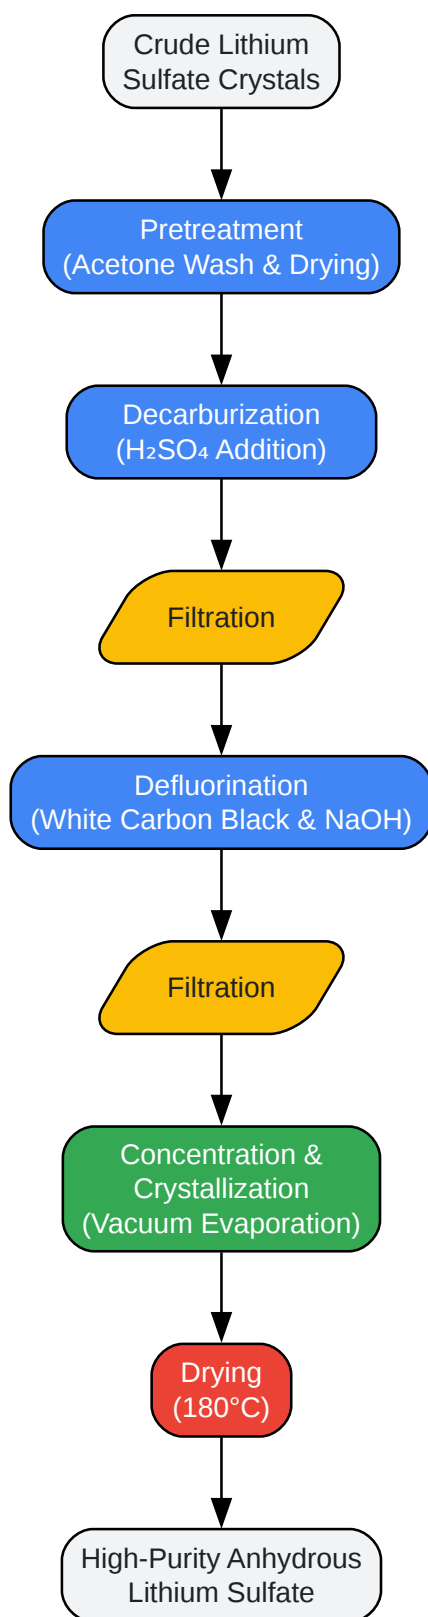 Crude Lithium
Sulfate Crystals
Pretreatment
(Acetone Wash & Drying)
Decarburization
(H₂SO₄ Addition)
Filtration
Defluorination
(White Carbon Black & NaOH)
Filtration
Concentration &
Crystallization
(Vacuum Evaporation)
Drying
(180°C)
High-Purity Anhydrous
Lithium Sulfate